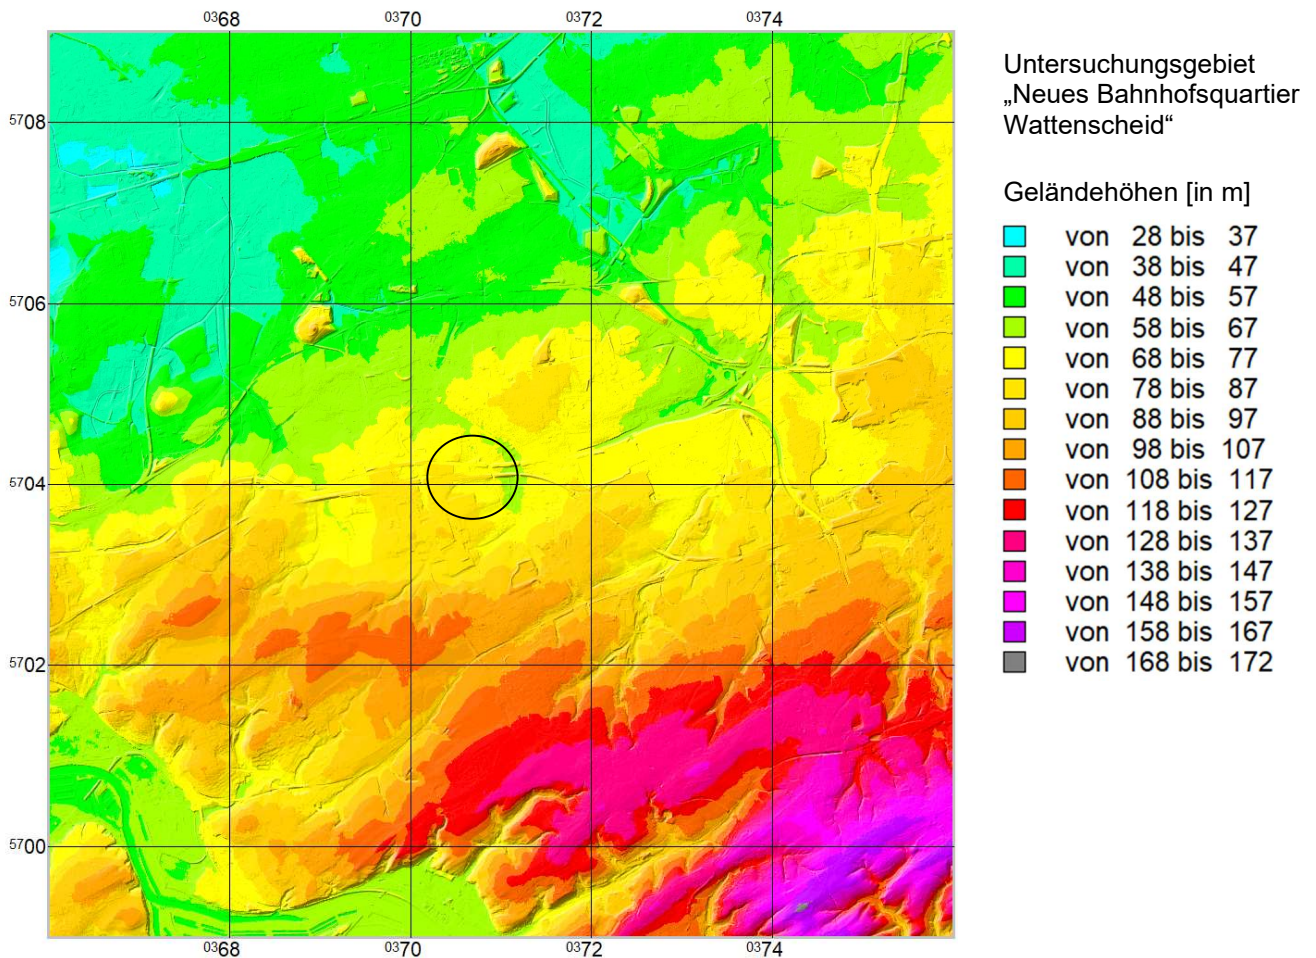 0368 0370 0372 0374
5708
5706
5704
5702
5700
0368 0370 0372 0374
Untersuchungsgebiet
„Neues Bahnhofsquartier
Wattenscheid“
Geländehöhen [in m]
von 28 bis 37
von 38 bis 47
von 48 bis 57
von 58 bis 67
von 68 bis 77
von 78 bis 87
von 88 bis 97
von 98 bis 107
von 108 bis 117
von 118 bis 127
von 128 bis 137
von 138 bis 147
von 148 bis 157
von 158 bis 167
von 168 bis 172